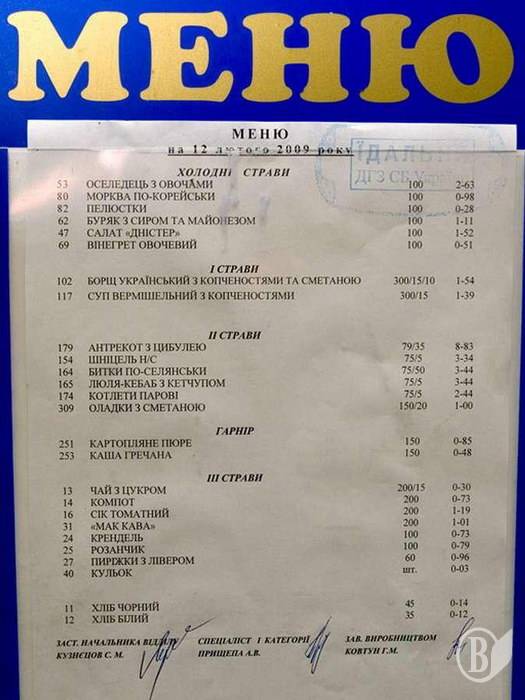 МЕНЮ
МЕНЮ
на 12 лютого 2009 року
ЇДАЛЬНЯ
ДГЗ СБ України
ХОЛОДНІ СТРАВИ
53 ОСЕЛЕДЕЦЬ З ОВОЧАМИ 100 2-63
80 МОРКВА ПО-КОРЕЙСЬКИ 100 0-98
82 ПЕЛЮСТКИ 100 0-28
62 БУРЯК З СИРОМ ТА МАЙОНЕЗОМ 100 1-11
47 САЛАТ «ДНІСТЕР» 100 1-52
69 ВІНЕГРЕТ ОВОЧЕВИЙ 100 0-51
І СТРАВИ
102 БОРЩ УКРАЇНСЬКИЙ З КОПЧЕНОСТЯМИ ТА СМЕТАНОЮ 300/15/10 1-54
117 СУП ВЕРМІШЕЛЬНИЙ З КОПЧЕНОСТЯМИ 300/15 1-39
ІІ СТРАВИ
179 АНТРЕКОТ З ЦИБУЛЕЮ 79/35 8-83
154 ШНІЦЕЛЬ Н/С 75/5 3-34
164 БИТКИ ПО-СЕЛЯНСЬКИ 75/50 3-44
165 ЛЮЛЯ-КЕБАБ З КЕТЧУПОМ 75/5 3-44
174 КОТЛЕТИ ПАРОВІ 75/5 2-44
309 ОЛАДКИ З СМЕТАНОЮ 150/20 1-00
ГАРНІР
251 КАРТОПЛЯНЕ ПЮРЕ 150 0-85
253 КАША ГРЕЧАНА 150 0-48
ІІІ СТРАВИ
13 ЧАЙ З ЦУКРОМ 200/15 0-30
14 КОМПОТ 200 0-73
16 СІК ТОМАТНИЙ 200 1-19
31 «МАК КАВА» 200 1-01
24 КРЕНДЕЛЬ 100 0-73
25 РОЗАНЧИК 100 0-79
27 ПИРІЖКИ З ЛІВЕРОМ 60 0-96
40 КУЛЬОК шт. 0-03
11 ХЛІБ ЧОРНИЙ 45 0-14
12 ХЛІБ БІЛИЙ 35 0-12
ЗАСТ. НАЧАЛЬНИКА ВІДДІЛУ СПЕЦІАЛІСТ І КАТЕГОРІЇ ЗАВ. ВИРОБНИЦТВОМ
КУЗНЄЦОВ С. М. ПРИЩЕПА А.В. КОВТУН Г.М.